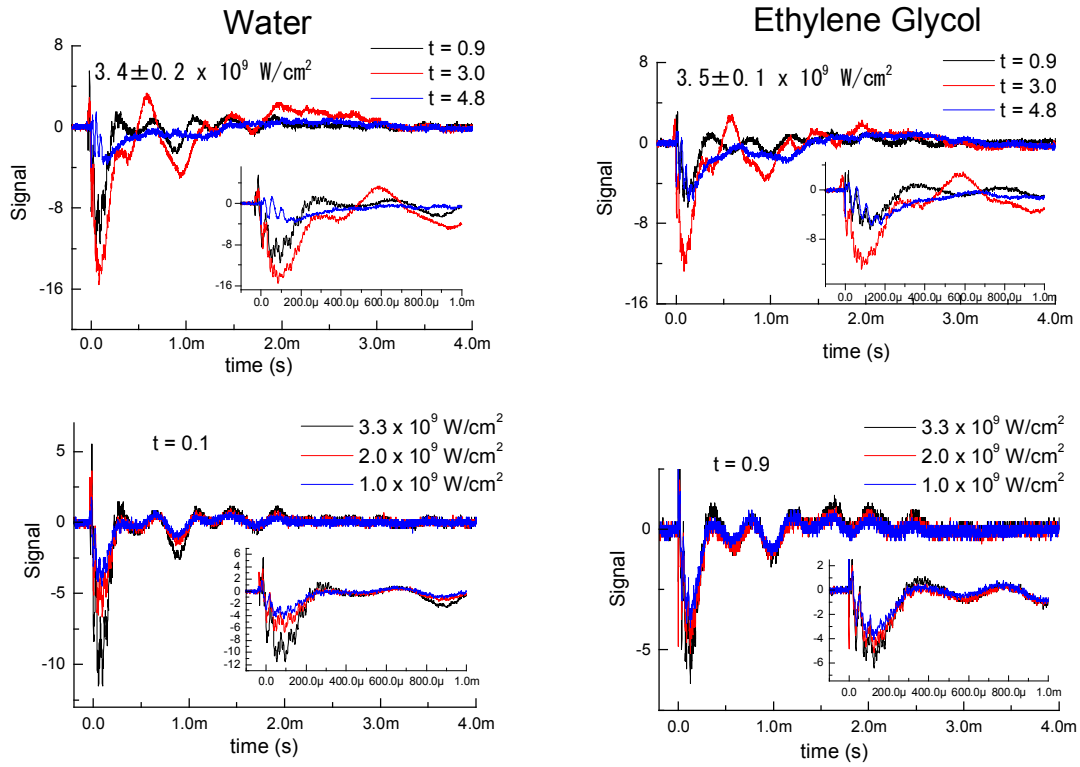 Water
3.4±0.2 x 10⁹ W/cm²
t = 0.9
t = 3.0
t = 4.8
8
0
-8
-16
Signal
0
-8
-16
0.0 200.0µ 400.0µ 600.0µ 800.0µ 1.0m
0.0 1.0m 2.0m 3.0m 4.0m
time (s)
Ethylene Glycol
3.5±0.1 x 10⁹ W/cm²
t = 0.9
t = 3.0
t = 4.8
8
0
-8
-16
Signal
0
-8
0.0 200.0µ 400.0µ 600.0µ 800.0µ 1.0m
0.0 1.0m 2.0m 3.0m 4.0m
time (s)
t = 0.1
3.3 x 10⁹ W/cm²
2.0 x 10⁹ W/cm²
1.0 x 10⁹ W/cm²
5
0
-5
-10
Signal
6
4
2
0
-2
-4
-6
-8
-10
-12
0.0 200.0µ 400.0µ 600.0µ 800.0µ 1.0m
0.0 1.0m 2.0m 3.0m 4.0m
time (s)
t = 0.9
3.3 x 10⁹ W/cm²
2.0 x 10⁹ W/cm²
1.0 x 10⁹ W/cm²
0
-5
Signal
2
0
-2
-4
-6
0.0 200.0µ 400.0µ 600.0µ 800.0µ 1.0m
0.0 1.0m 2.0m 3.0m 4.0m
time (s)